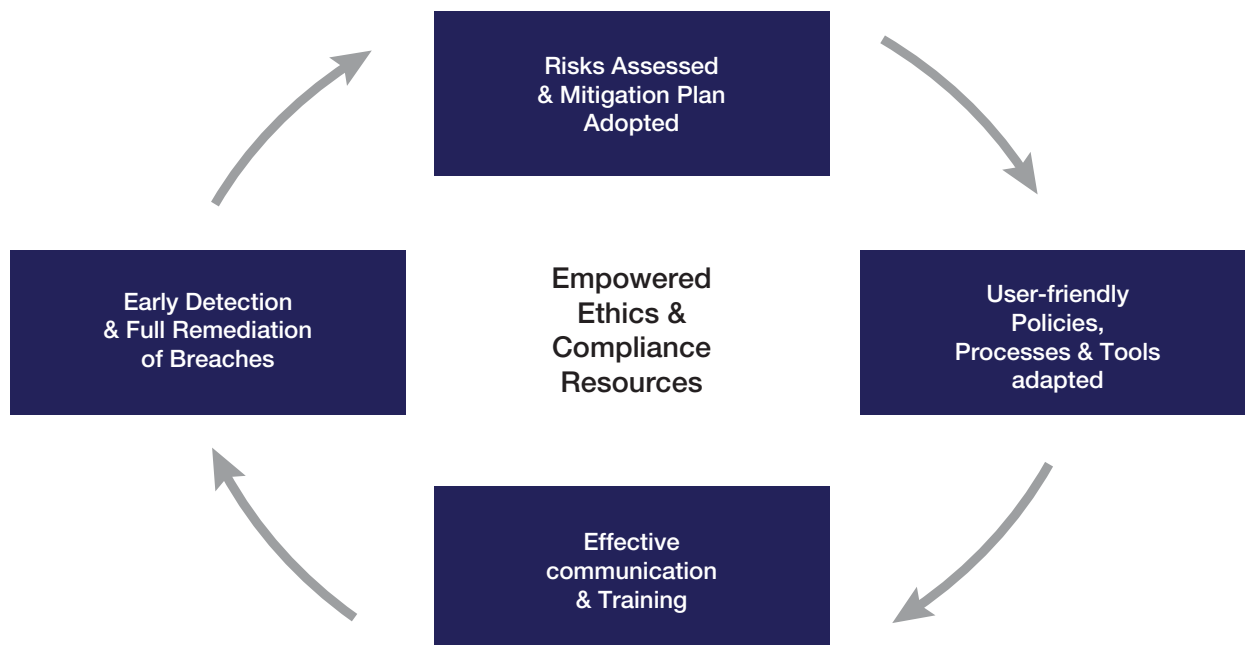 Risks Assessed
& Mitigation Plan
Adopted
Early Detection
& Full Remediation
of Breaches
Empowered
Ethics &
Compliance
Resources
User-friendly
Policies,
Processes & Tools
adapted
Effective
communication
& Training